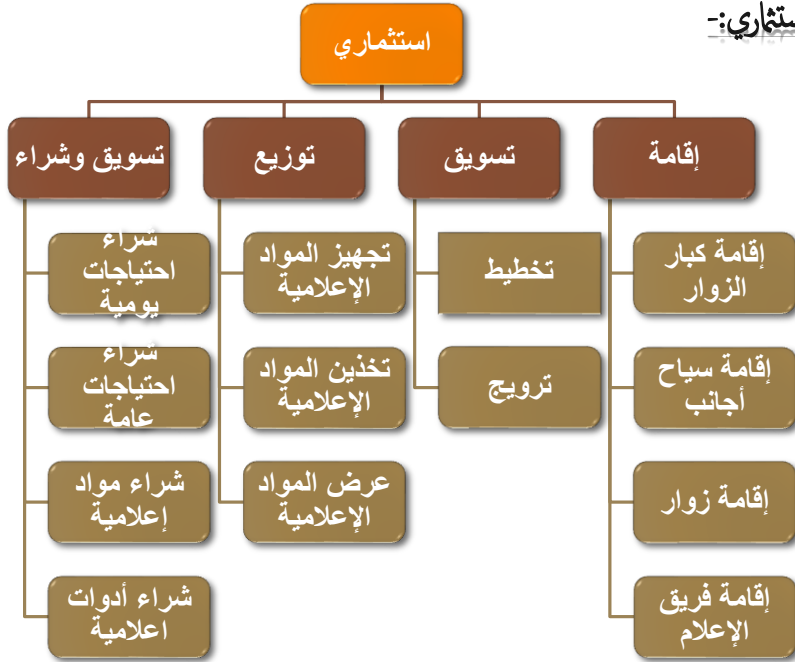 ستثماري:-
استثماري
إقامة
تسويق
توزيع
تسويق وشراء
إقامة كبار
الزوار
إقامة سياح
أجانب
إقامة زوار
إقامة فريق
الإعلام
تخطيط
ترويج
تجهيز المواد
الإعلامية
تخذين المواد
الإعلامية
عرض المواد
الإعلامية
شراء
احتياجات
يومية
شراء
احتياجات
عامة
شراء مواد
إعلامية
شراء أدوات
اعلامية